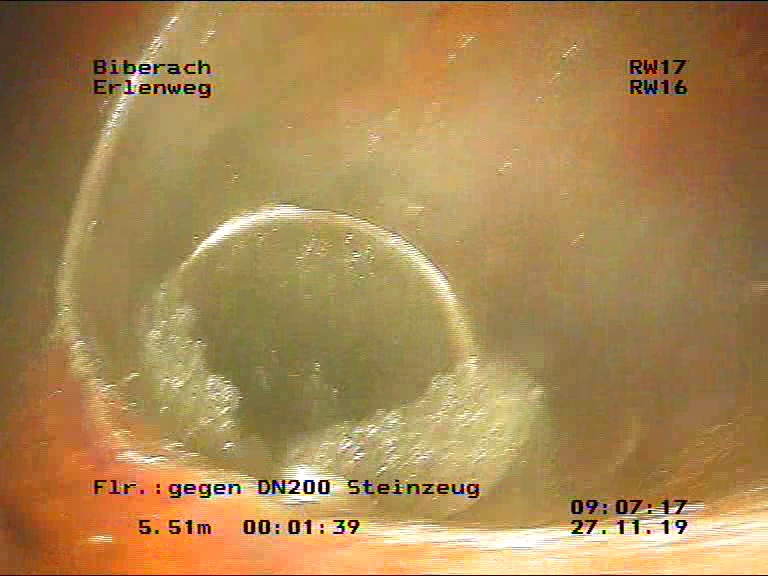 Biberach
Erlenweg
RW17
RW16
Flr.:gegen DN200 Steinzeug
5.51m 00:01:39
09:07:17
27.11.19